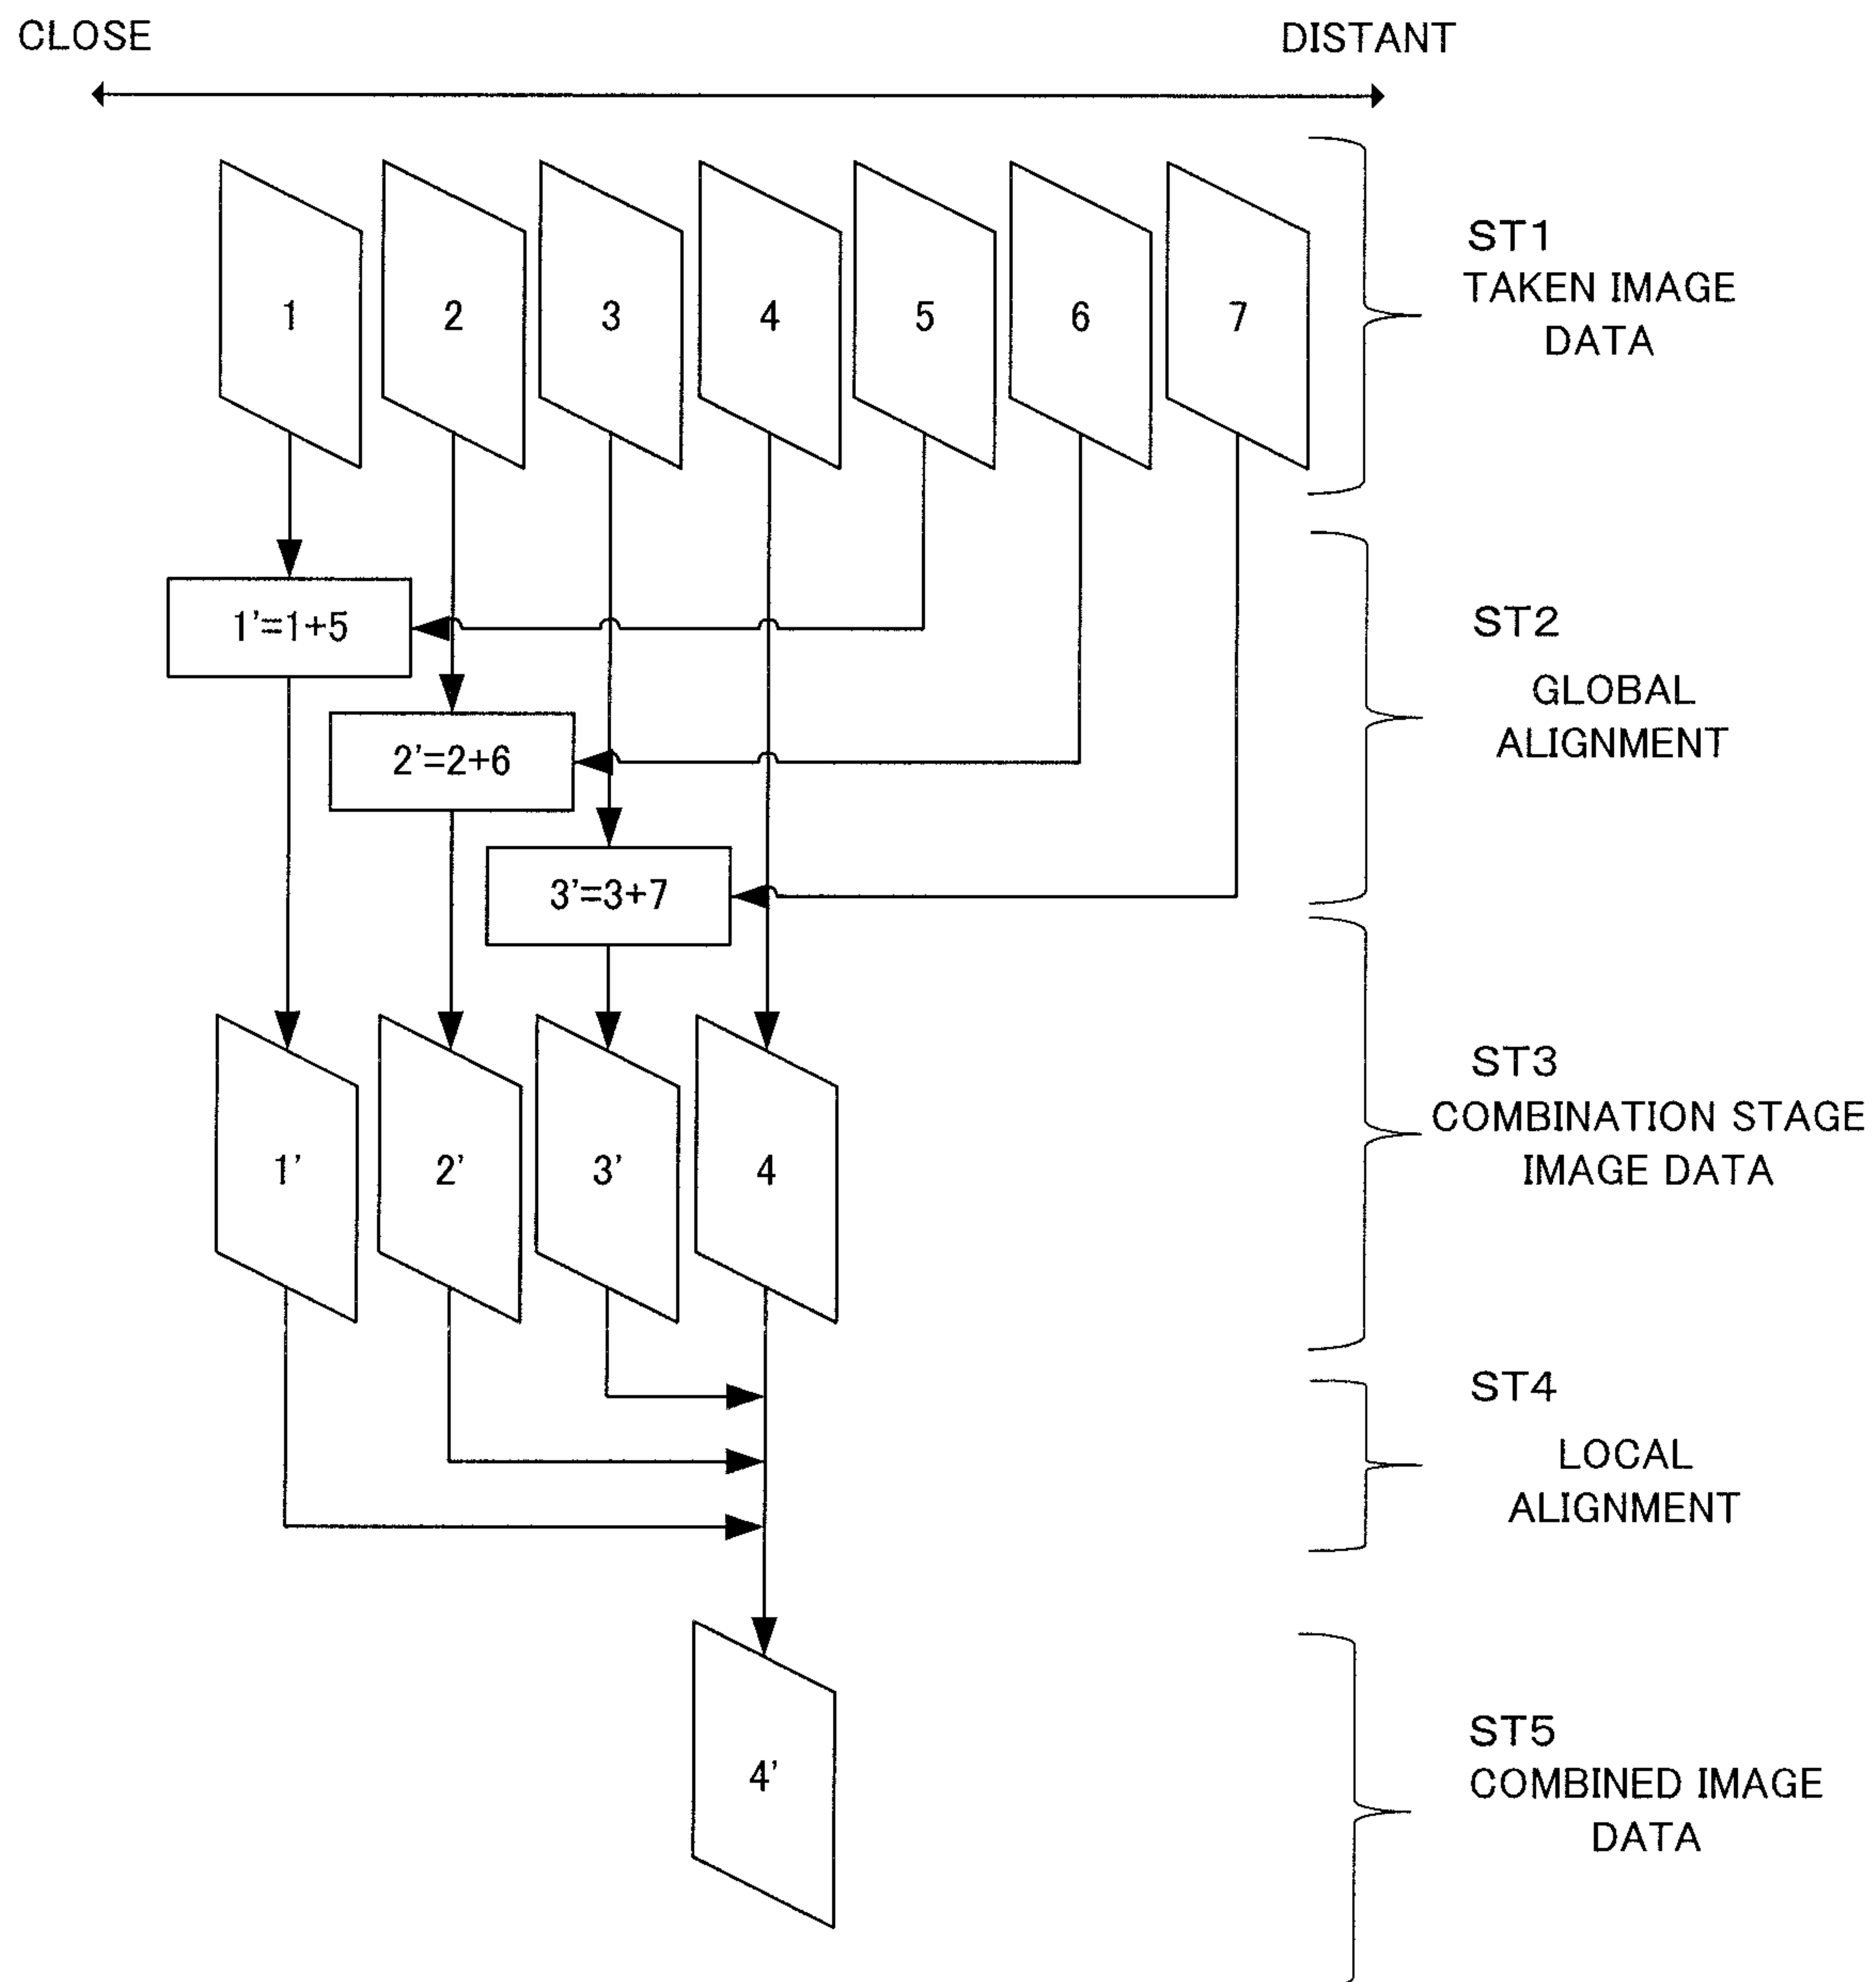 CLOSE
DISTANT
1 2 3 4 5 6 7
ST1
TAKEN IMAGE
DATA
1'=1+5
ST2
GLOBAL
ALIGNMENT
2'=2+6
3'=3+7
1' 2' 3' 4
ST3
COMBINATION STAGE
IMAGE DATA
ST4
LOCAL
ALIGNMENT
4'
ST5
COMBINED IMAGE
DATA